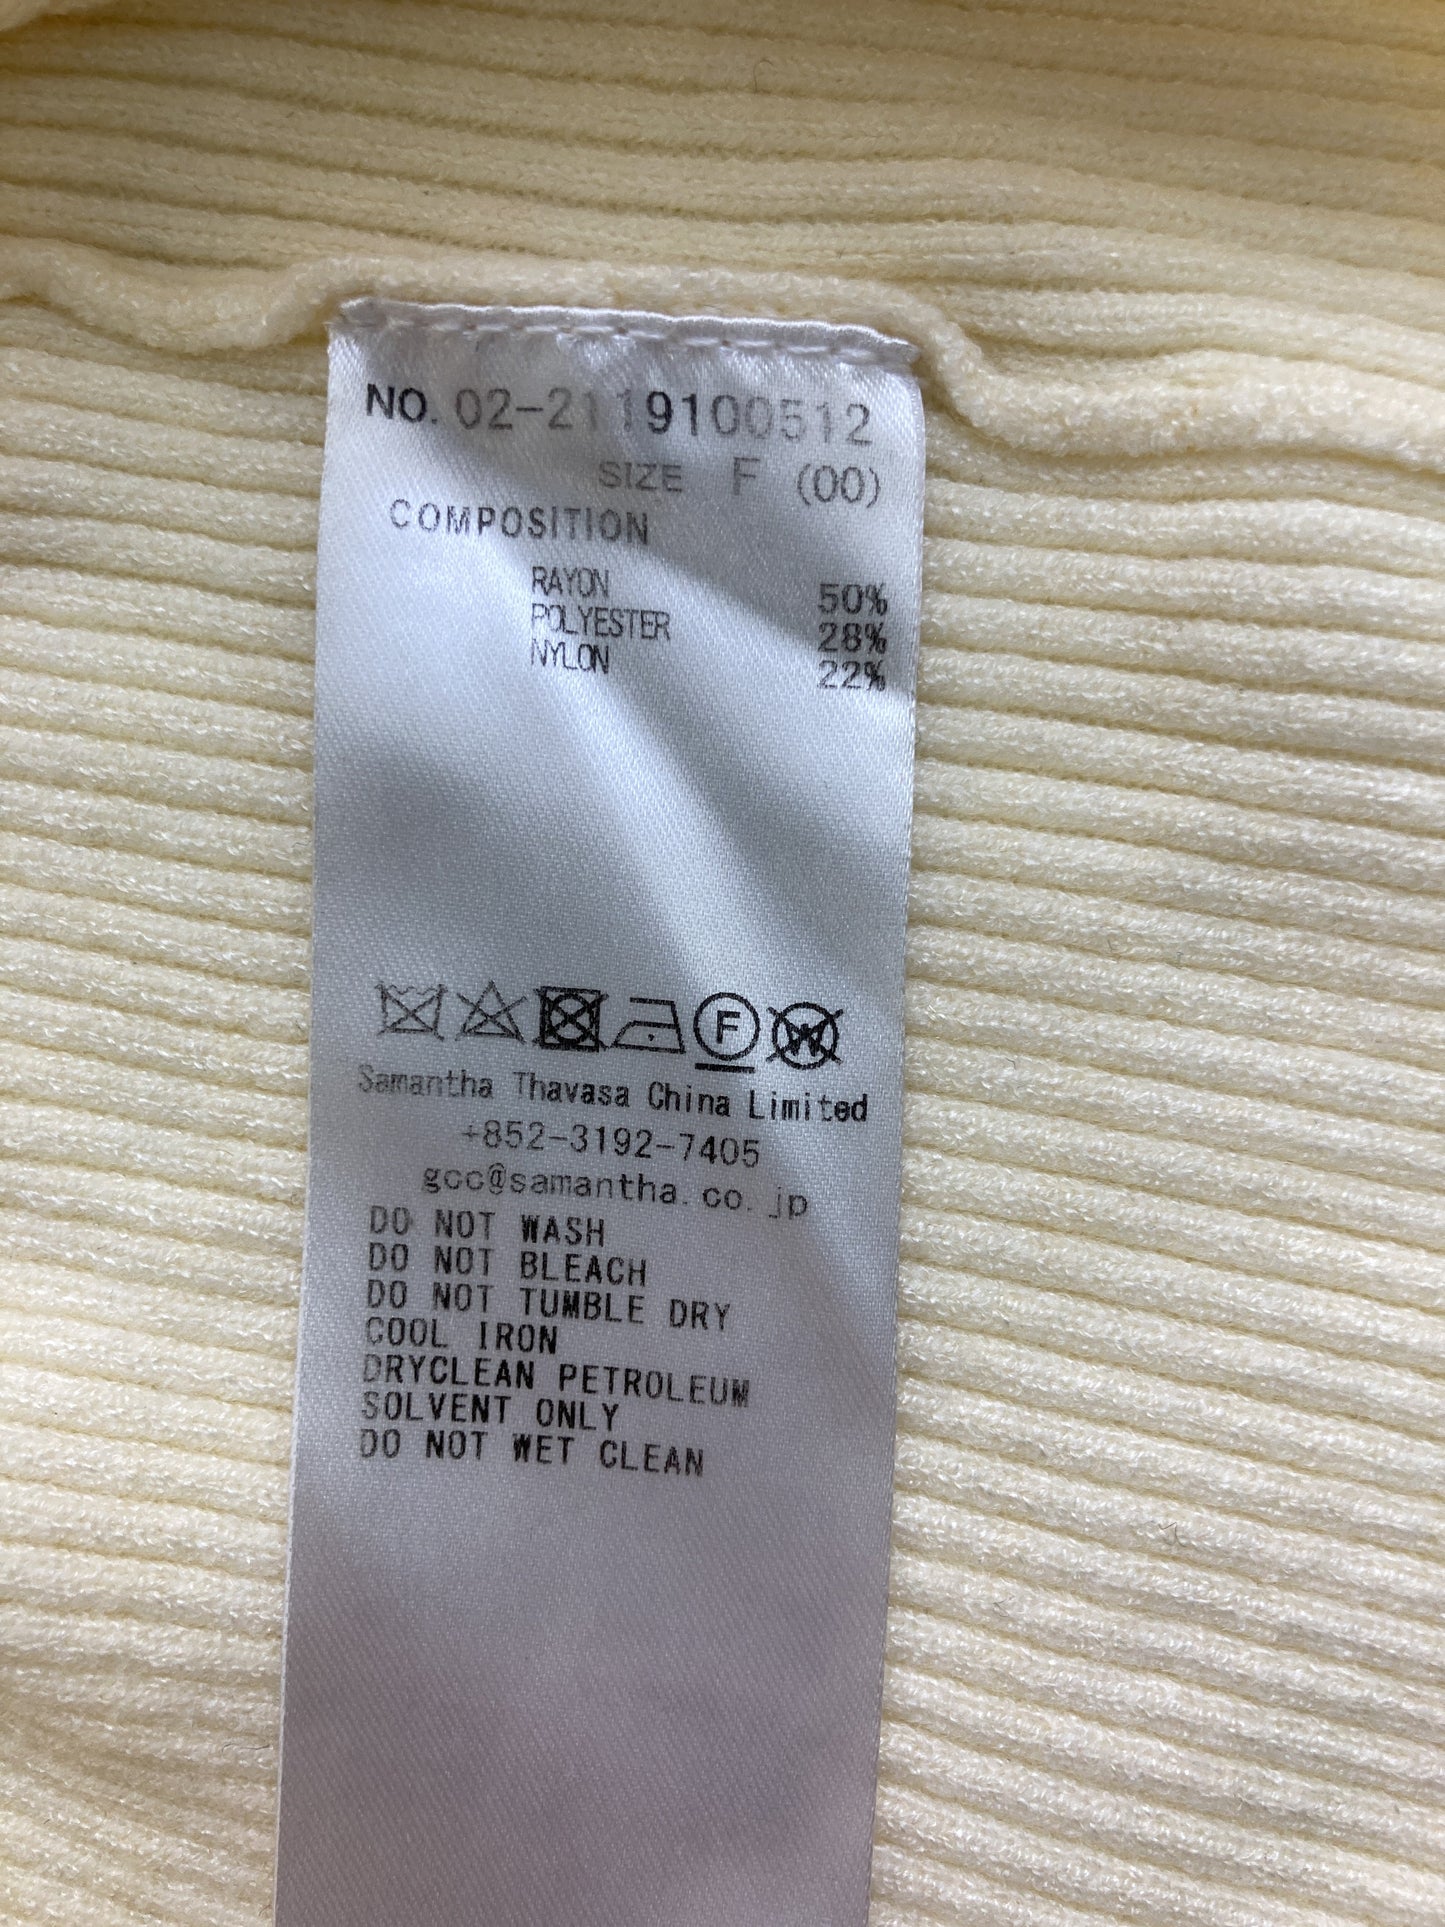 NO. 02-2119100512
SIZE F (00)
COMPOSITION
RAYON 50%
POLYESTER 28%
NYLON 22%
F W
Samantha Thavasa China Limited
+852-3192-7405
gcc@samantha.co.jp
DO NOT WASH
DO NOT BLEACH
DO NOT TUMBLE DRY
COOL IRON
DRYCLEAN PETROLEUM
SOLVENT ONLY
DO NOT WET CLEAN